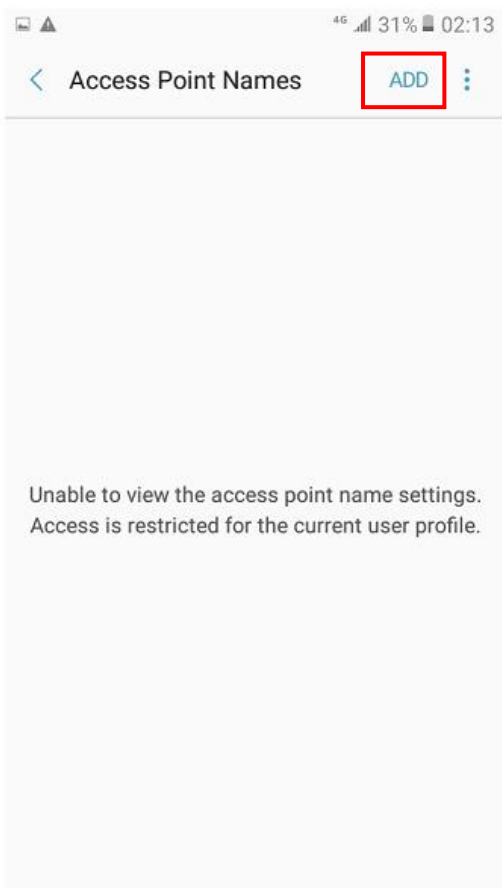 4G 31% 02:13
Access Point Names ADD
Unable to view the access point name settings.
Access is restricted for the current user profile.